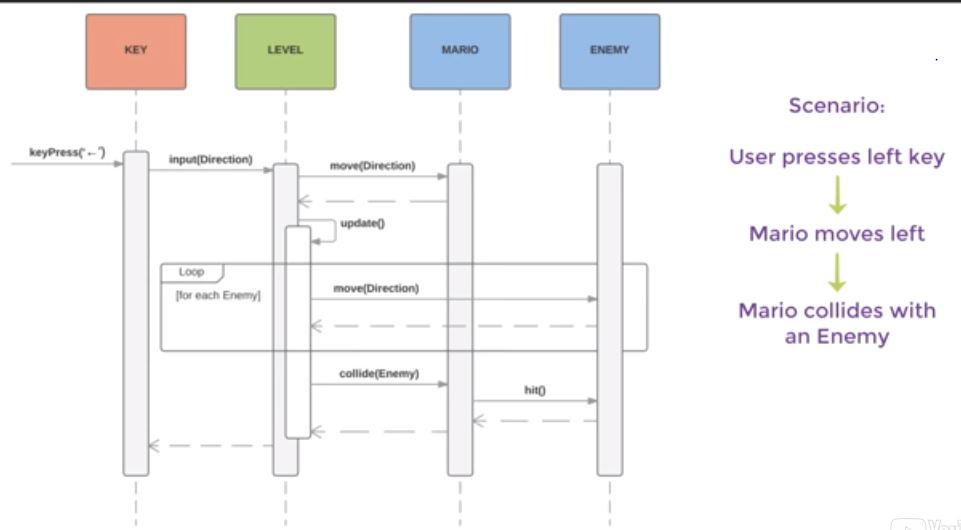 KEY
LEVEL
MARIO
ENEMY
Scenario:
keyPress('←')
input(Direction)
move(Direction)
User presses left key
update()
Mario moves left
Loop
[for each Enemy]
move(Direction)
Mario collides with
an Enemy
collide(Enemy)
hit()